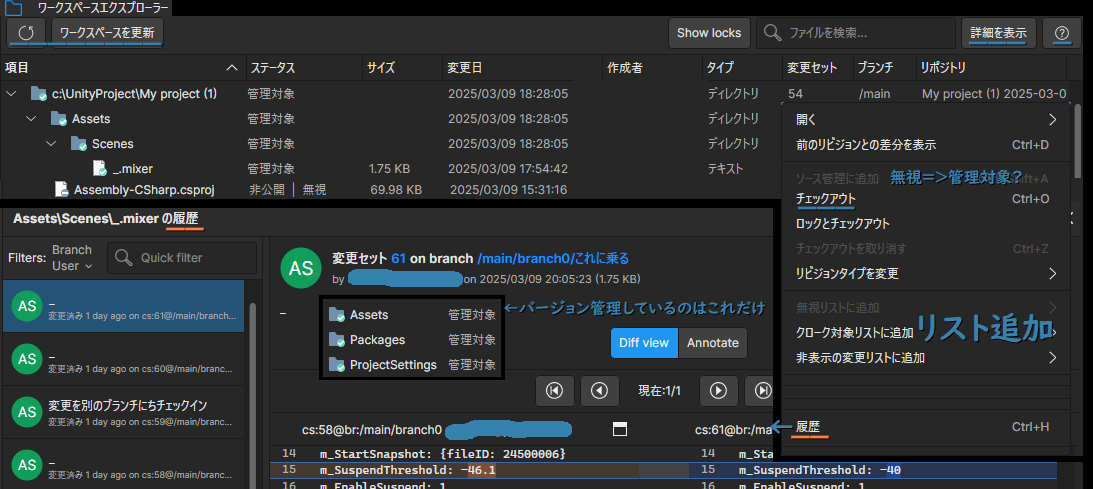 ワークスペースエクスプローラー
ワークスペースを更新 Show locks ファイルを検索... 詳細を表示
項目 ステータス サイズ 変更日 作成者 タイプ 変更セット ブランチ リポジトリ
c:\UnityProject\My project (1) 管理対象 2025/03/09 18:28:05 ディレクトリ 54 /main My project (1) 2025-03-0
Assets 管理対象 2025/03/09 18:28:05 ディレクトリ
Scenes 管理対象 2025/03/09 18:28:05 ディレクトリ
_.mixer 管理対象 1.75 KB 2025/03/09 17:54:42 テキスト
Assembly-CSharp.csproj 非公開 | 無視 69.98 KB 2025/03/09 15:31:16
開く
前のリビジョンとの差分を表示 Ctrl+D
ソース管理に追加 無視=>管理対象? ift+A
チェックアウト Ctrl+O
ロックとチェックアウト
チェックアウトを取り消す Ctrl+Z
リビジョンタイプを変更
無視リストに追加
クローク対象リストに追加 リスト追加
非表示の変更リストに追加
←履歴 Ctrl+H
Assets\Scenes\_.mixer の履歴
Filters: Branch User Quick filter
AS –
変更済み 1 day ago on cs:61@/main/branch...
AS –
変更済み 1 day ago on cs:60@/main/branc...
AS 変更を別のブランチにちチェックイン
変更済み 1 day ago on cs:59@/main/branc...
AS –
変更済み 1 day ago on cs:58@/main/branc...
AS 変更セット 61 on branch /main/branch0/これに乗る
by on 2025/03/09 20:05:23 (1.75 KB)
–
Assets 管理対象 ←バージョン管理しているのはこれだけ
Packages 管理対象
ProjectSettings 管理対象
Diff view Annotate
現在:1/1
cs:58@br:/main/branch0 cs:61@br:/ma
14 m_StartSnapshot: {fileID: 24500006} 14 m_Sta
15 m_SuspendThreshold: -46.1 15 m_SuspendThreshold: -40
16 m_EnableSuspend: 1 16 m_EnableSuspend: 1